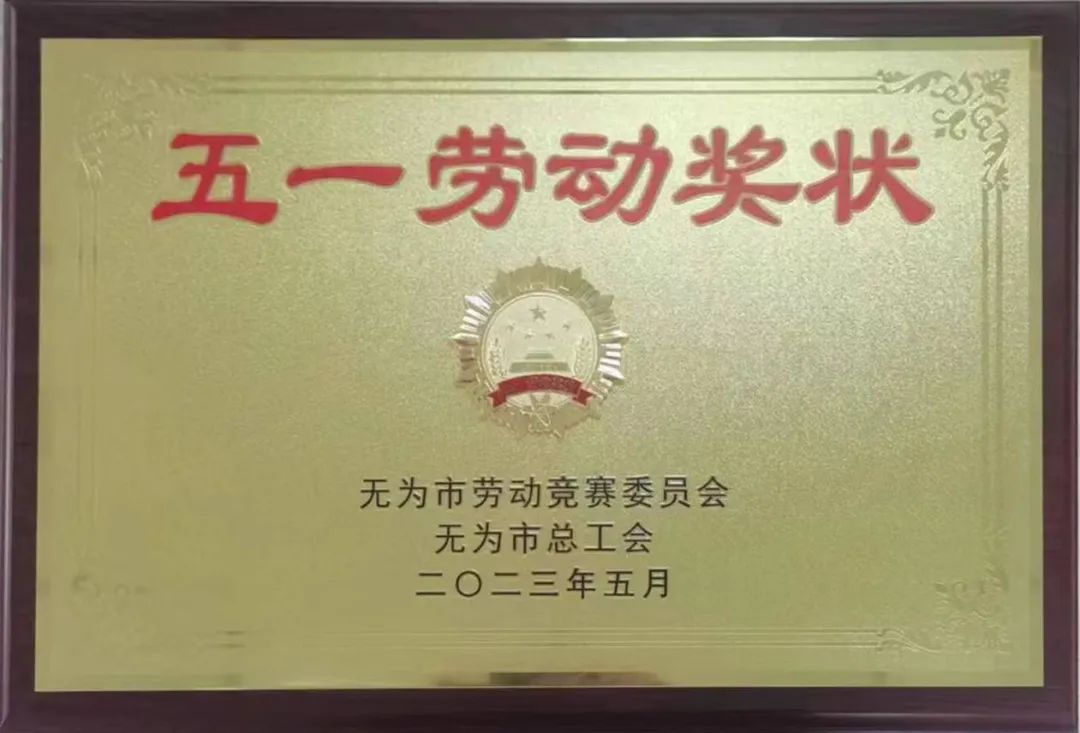 五一劳动奖状
无为市劳动竞赛委员会
无为市总工会
二〇二三年五月